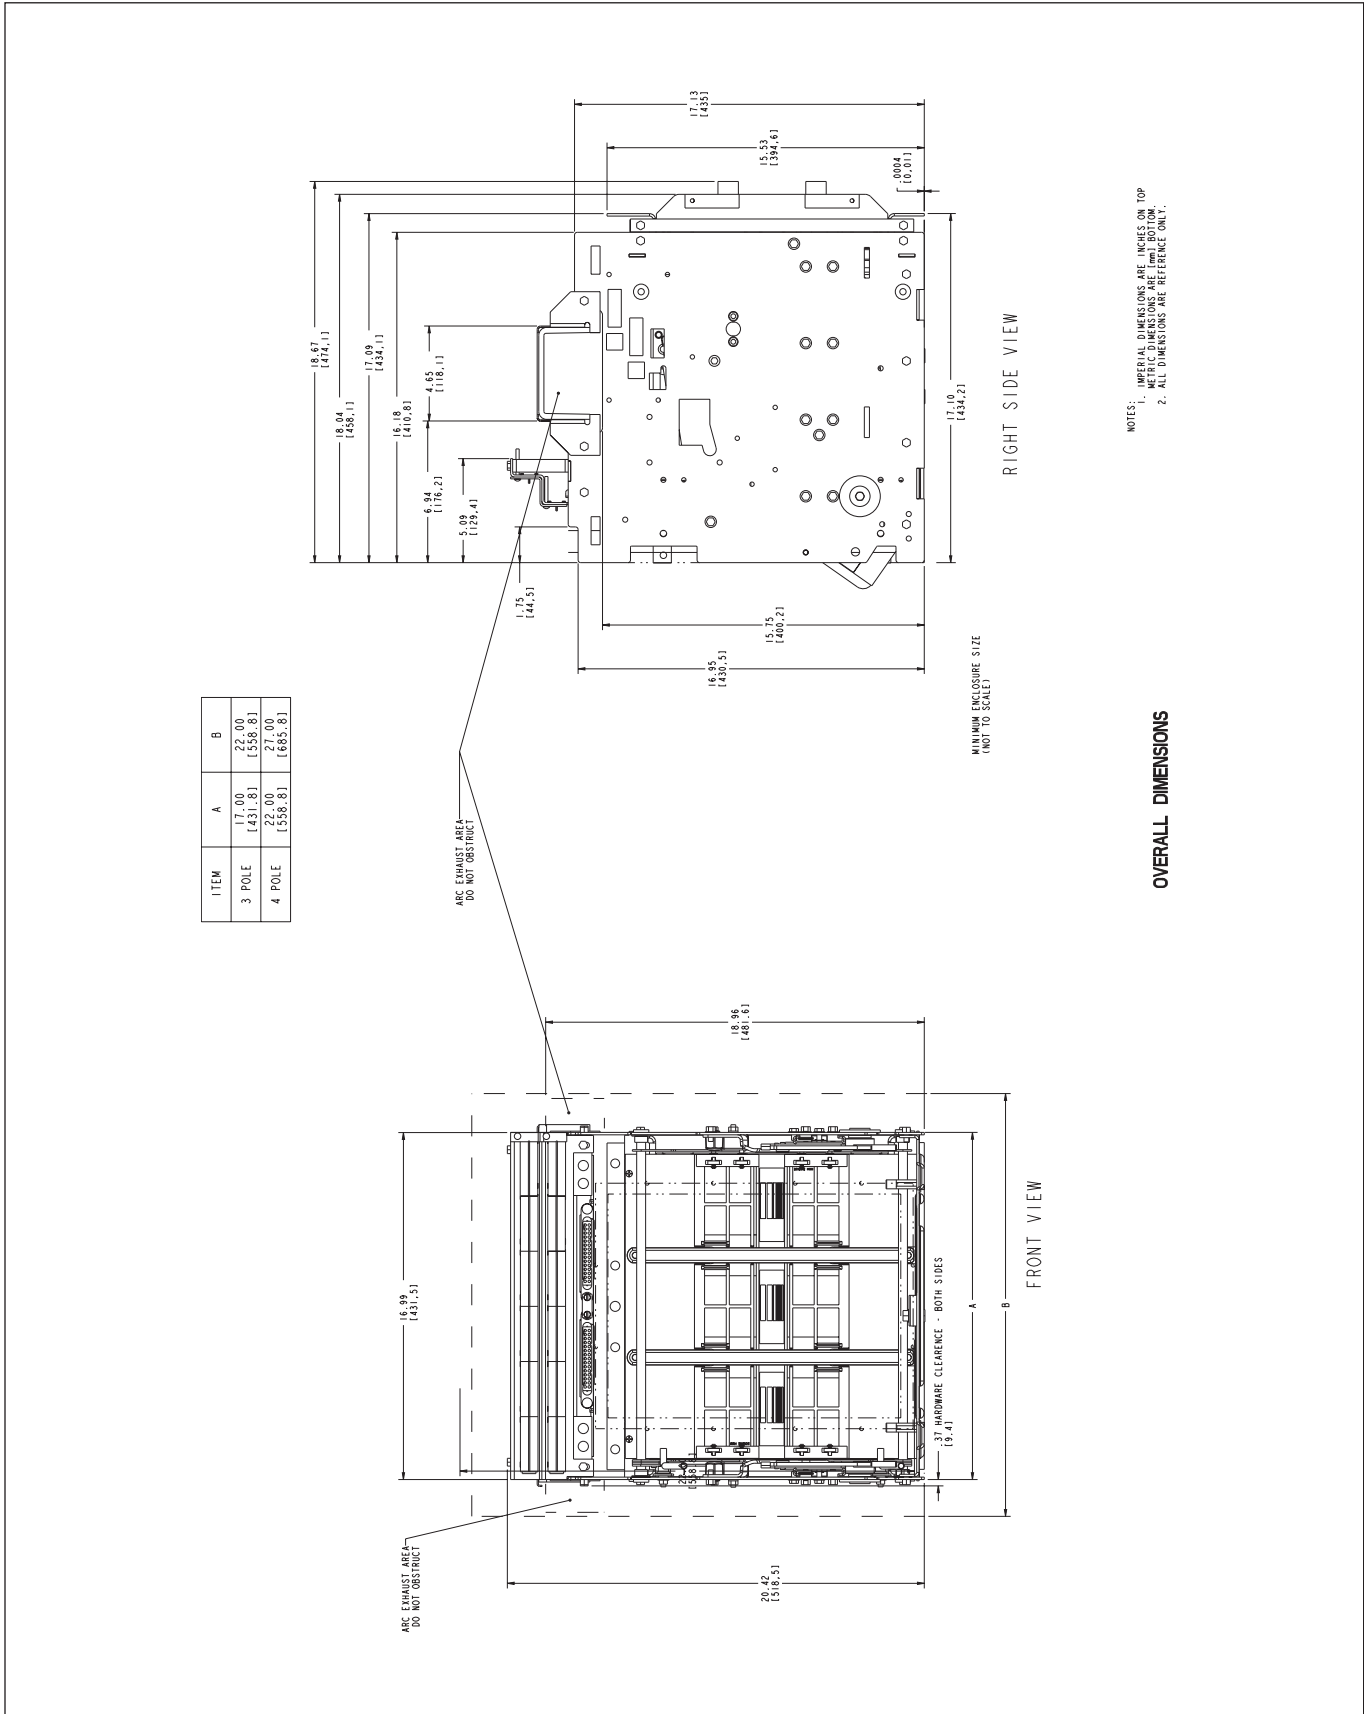 ITEM A B
3 POLE 17.00 22.00
[431.8] [558.8]
4 POLE 22.00 27.00
[558.8] [685.8]
ARC EXHAUST AREA
DO NOT OBSTRUCT
16.99
[431,5]
18.96
[481.6]
20.42
[518,5]
.37 HARDWARE CLEARENCE - BOTH SIDES
[9.4]
A
B
FRONT VIEW
ARC EXHAUST AREA
DO NOT OBSTRUCT
18.67
[474,1]
18.04
[458,1]
17.09
[434,1]
16.18
[410,8]
4.65
[118,1]
6.94
[176,2]
5.09
[129,4]
1.75
[44,5]
17.13
[435]
15.53
[394,6]
.0004
[0,01]
15.75
[400,2]
16.95
[430,5]
17.10
[434,2]
RIGHT SIDE VIEW
MINIMUM ENCLOSURE SIZE
(NOT TO SCALE)
NOTES:
1. IMPERIAL DIMENSIONS ARE INCHES ON TOP
METRIC DIMENSIONS ARE [mm] BOTTOM.
2. ALL DIMENSIONS ARE REFERENCE ONLY.
OVERALL DIMENSIONS